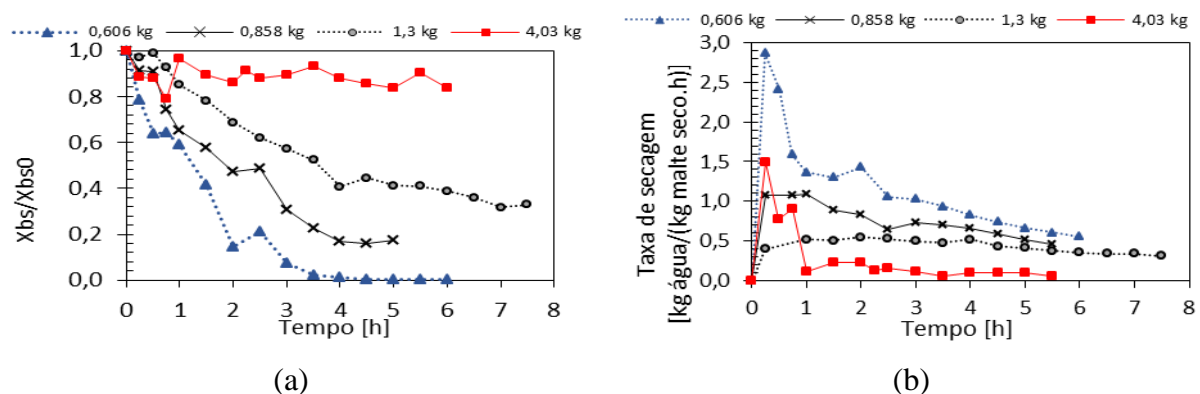 0,606 kg 0,858 kg 1,3 kg 4,03 kg
Xbs/Xbs0
1,0
0,8
0,6
0,4
0,2
0,0
0 1 2 3 4 5 6 7 8
Tempo [h]
(a)
0,606 kg 0,858 kg 1,3 kg 4,03 kg
Taxa de secagem
[kg água/(kg malte seco.h)]
3,0
2,5
2,0
1,5
1,0
0,5
0,0
0 1 2 3 4 5 6 7 8
Tempo [h]
(b)